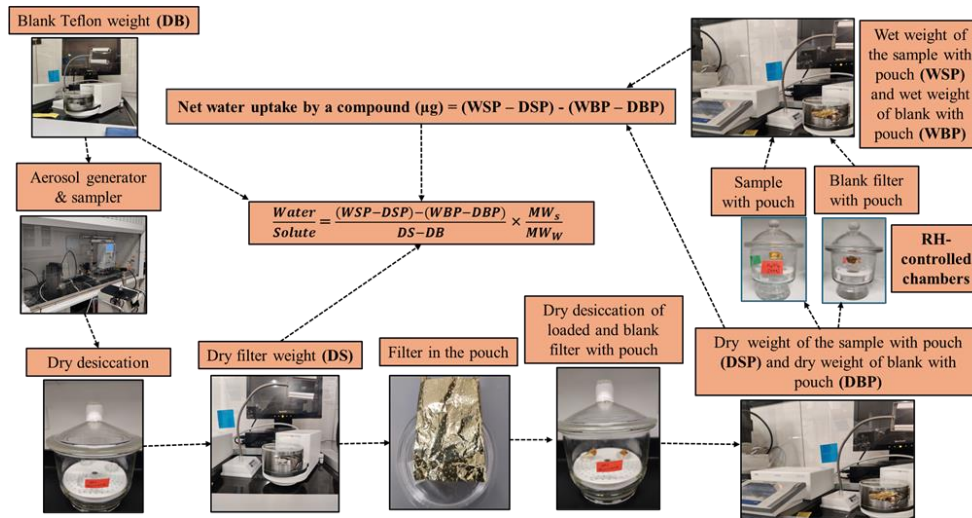 Blank Teflon weight (DB)
Aerosol generator
& sampler
Dry desiccation
Dry filter weight (DS)
Filter in the pouch
Dry desiccation of
loaded and blank
filter with pouch
Net water uptake by a compound (µg) = (WSP – DSP) - (WBP – DBP)
Water/Solute = (WSP−DSP)−(WBP−DBP)/DS−DB × MW_S/MW_W
Wet weight of
the sample with
pouch (WSP)
and wet weight
of blank with
pouch (WBP)
Sample
with pouch
Blank filter
with pouch
RH-
controlled
chambers
Dry weight of the sample with pouch
(DSP) and dry weight of blank with
pouch (DBP)